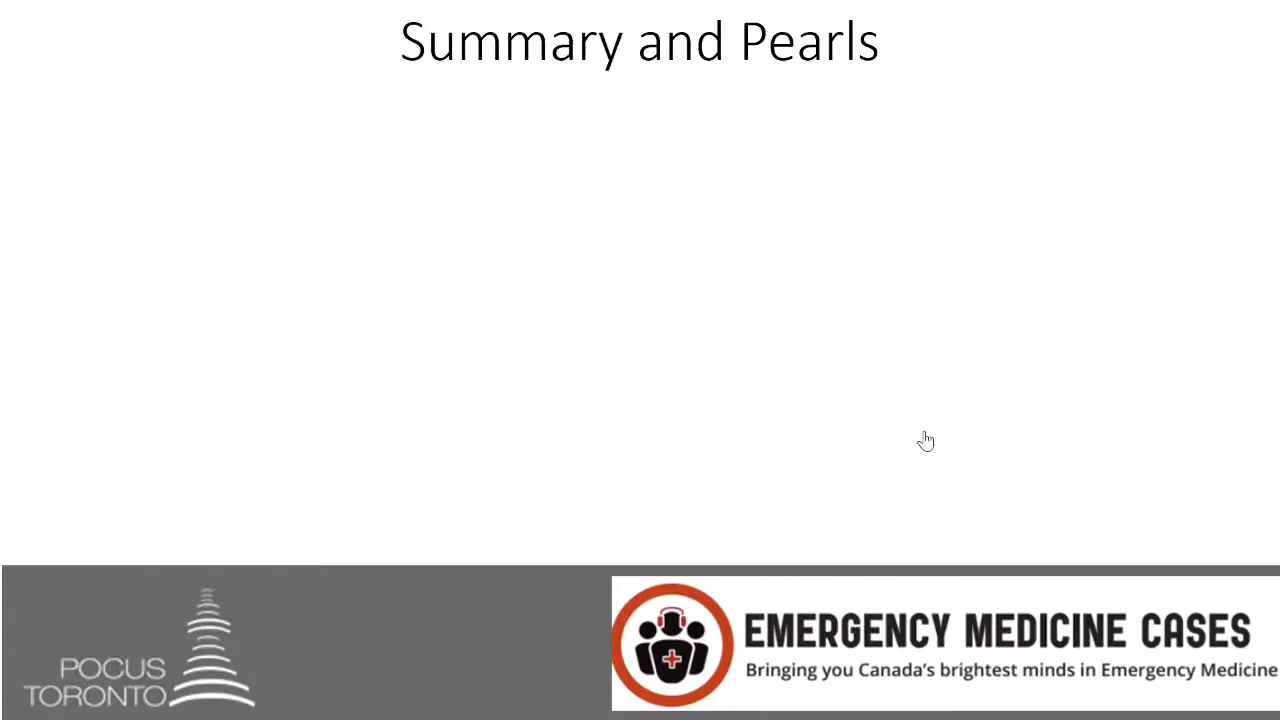 Summary and Pearls
POCUS
TORONTO
EMERGENCY MEDICINE CASES
Bringing you Canada's brightest minds in Emergency Medicine